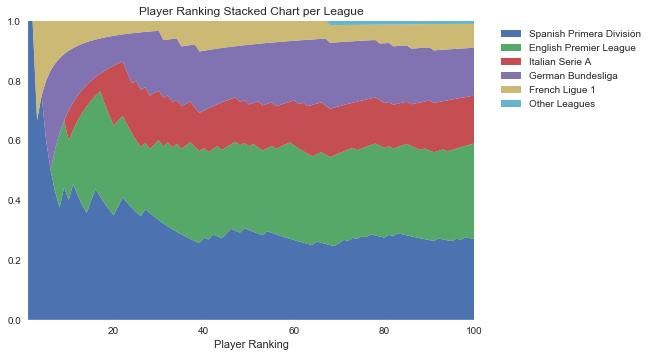 Player Ranking Stacked Chart per League
1.0
0.8
0.6
0.4
0.2
0.0
20
40
60
80
100
Player Ranking
Spanish Primera División
English Premier League
Italian Serie A
German Bundesliga
French Ligue 1
Other Leagues